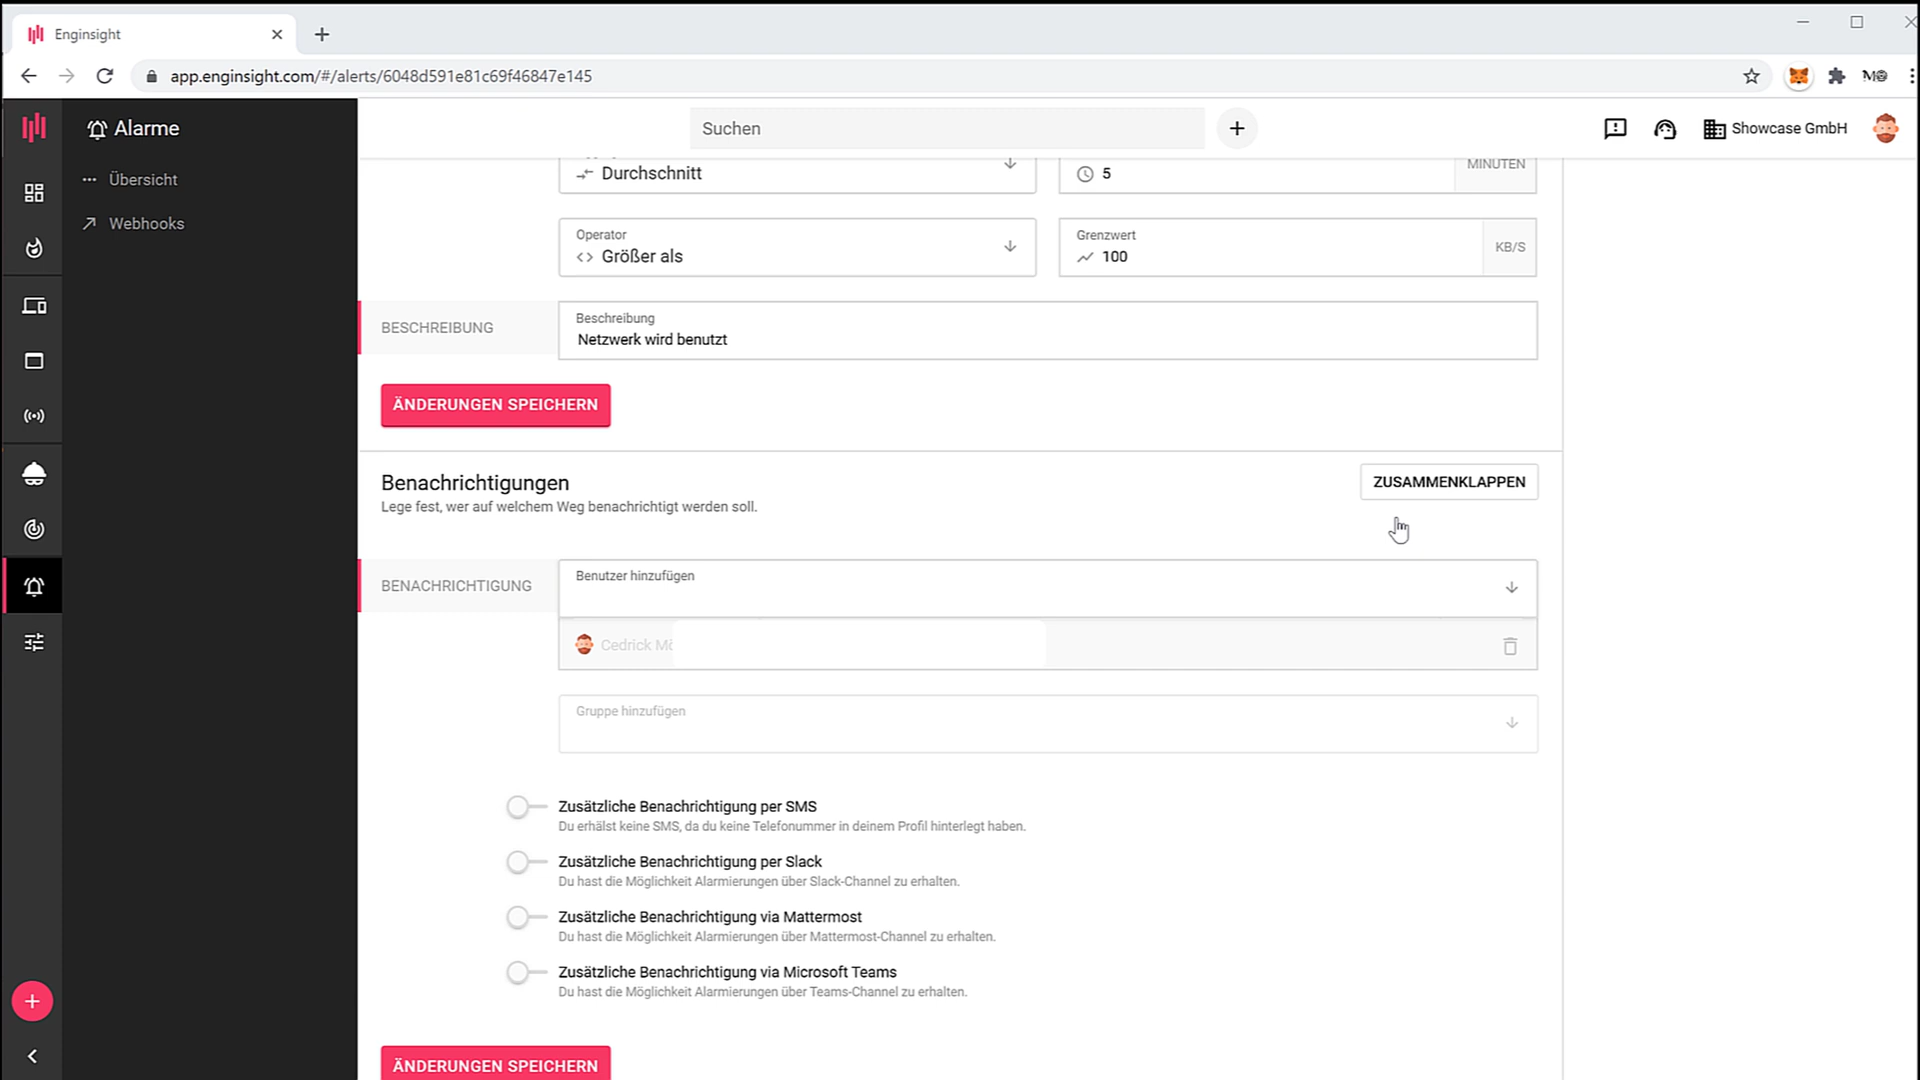 Enginsight
app.enginsight.com/#/alerts/6048d591e81c69f46847e145
Alarme
Suchen
Showcase GmbH
Übersicht
Webhooks
Durchschnitt
5
MINUTEN
Operator
Größer als
Grenzwert
100
KB/S
BESCHREIBUNG
Beschreibung
Netzwerk wird benutzt
ÄNDERUNGEN SPEICHERN
Benachrichtigungen
Lege fest, wer auf welchem Weg benachrichtigt werden soll.
ZUSAMMENKLAPPEN
BENACHRICHTIGUNG
Benutzer hinzufügen
Cedrick
Gruppe hinzufügen
Zusätzliche Benachrichtigung per SMS
Du erhälst keine SMS, da du keine Telefonummer in deinem Profil hinterlegt haben.
Zusätzliche Benachrichtigung per Slack
Du hast die Möglichkeit Alarmierungen über Slack-Channel zu erhalten.
Zusätzliche Benachrichtigung via Mattermost
Du hast die Möglichkeit Alarmierungen über Mattermost-Channel zu erhalten.
Zusätzliche Benachrichtigung via Microsoft Teams
Du hast die Möglichkeit Alarmierungen über Teams-Channel zu erhalten.
ÄNDERUNGEN SPEICHERN